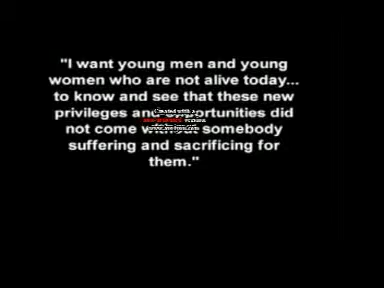 "I want young men and young
women who are not alive today...
to know and see that these new
privileges and opportunities did
not come without somebody
suffering and sacrificing for
them."